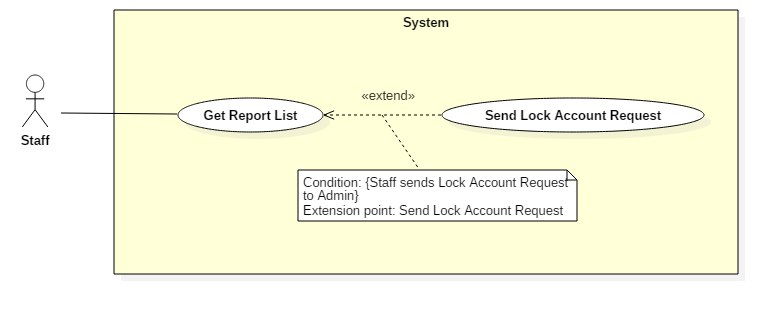 System
«extend»
Get Report List
Send Lock Account Request
Staff
Condition: {Staff sends Lock Account Request
to Admin}
Extension point: Send Lock Account Request